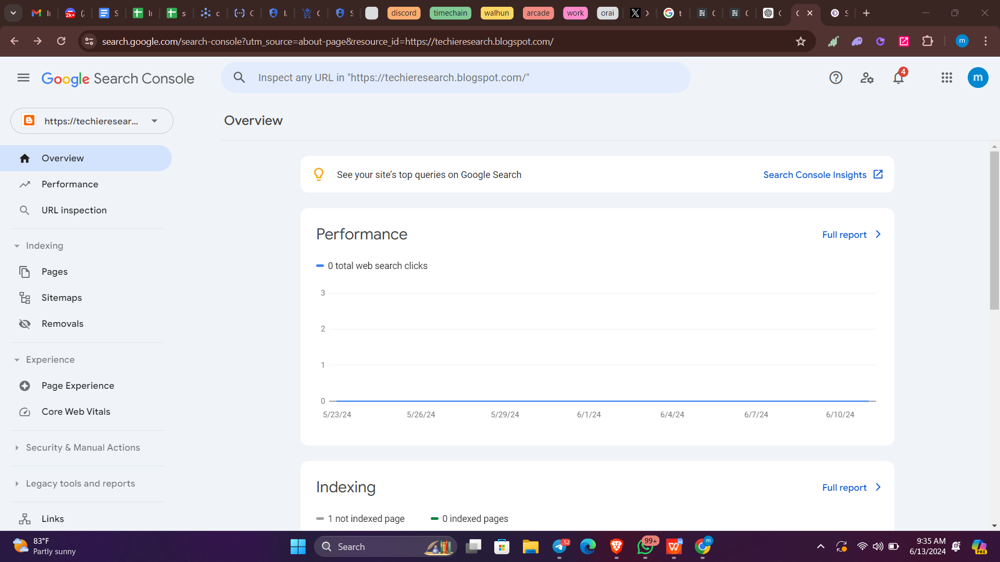 2K+
discord
timechain
walhun
arcade
work
orai
search.google.com/search-console?utm_source=about-page&resource_id=https://techieresearch.blogspot.com/
m
Google Search Console
Inspect any URL in "https://techieresearch.blogspot.com/"
4
m
https://techieresear...
Overview
Overview
Performance
URL inspection
Indexing
Pages
Sitemaps
Removals
Experience
Page Experience
Core Web Vitals
Security & Manual Actions
Legacy tools and reports
Links
See your site's top queries on Google Search
Search Console Insights
Performance
Full report
0 total web search clicks
3
2
1
0
5/23/24
5/26/24
5/29/24
6/1/24
6/4/24
6/7/24
6/10/24
Indexing
Full report
1 not indexed page
0 indexed pages
83°F
Partly sunny
Search
..52
99+
m
9:35 AM
6/13/2024
PRE